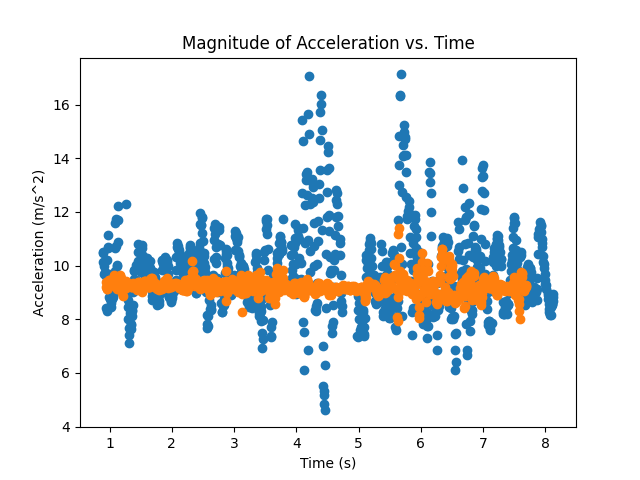 Magnitude of Acceleration vs. Time
Acceleration (m/s^2)
16
14
12
10
8
6
4
1 2 3 4 5 6 7 8
Time (s)